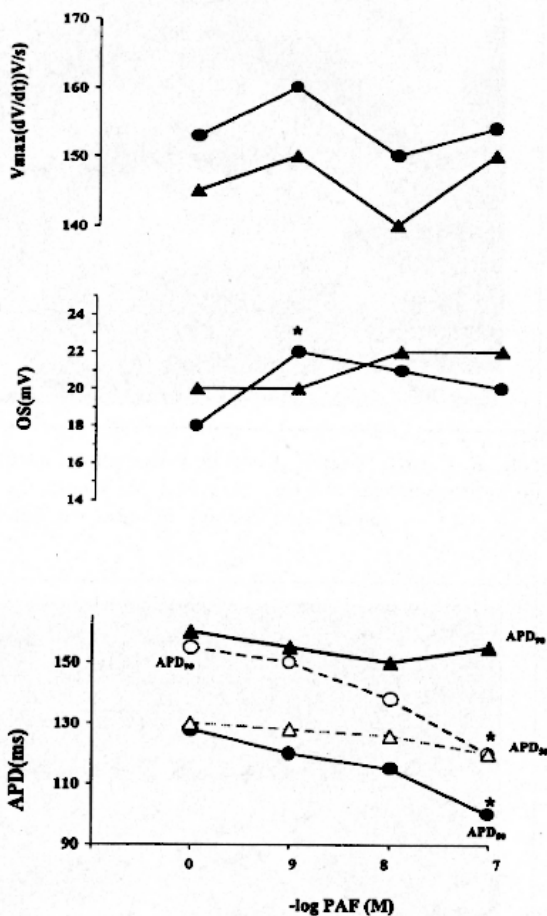 170
160
150
140
Vmax(dV/dt))V/s)
24
22
20
18
16
14
OS(mV)
*
150
130
110
90
APD(ms)
APD₉₀
APD₉₀
*
APD₅₀
*
APD₅₀
0
9
8
7
-log PAF (M)